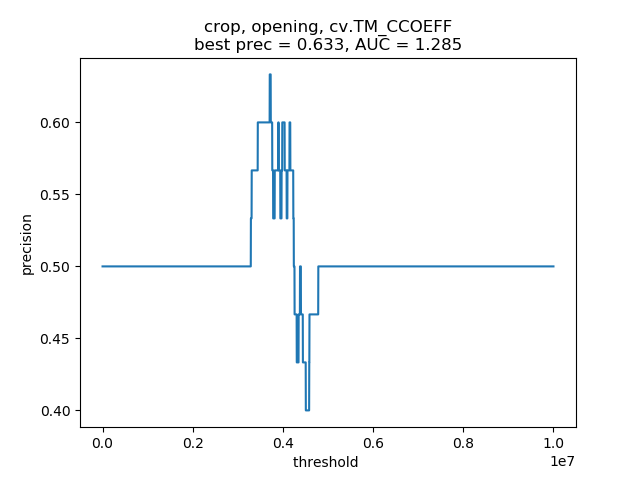 crop, opening, cv.TM_CCOEFF
best prec = 0.633, AUC = 1.285
precision
0.60
0.55
0.50
0.45
0.40
0.0 0.2 0.4 0.6 0.8 1.0
1e7
threshold